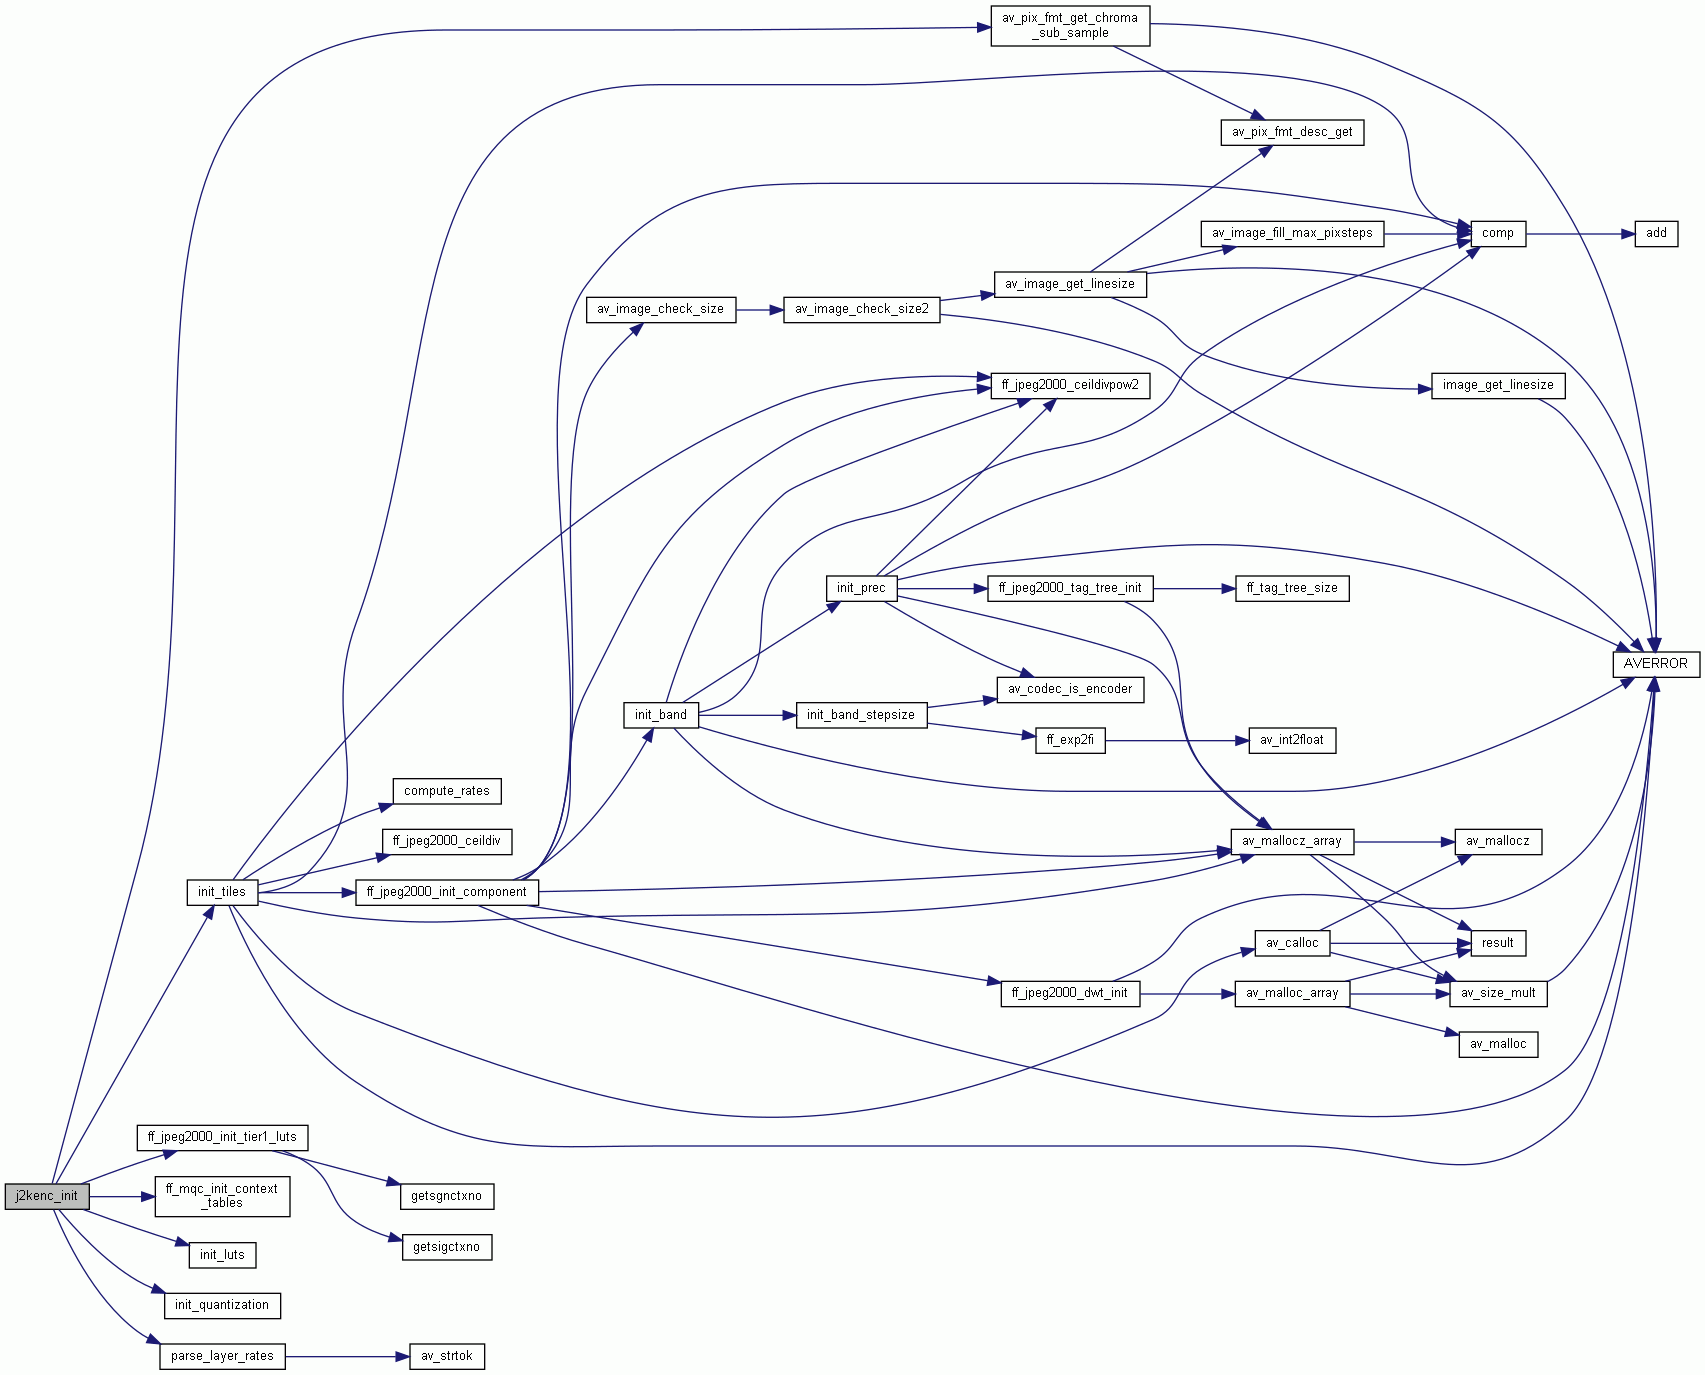 av_pix_fmt_get_chroma
_sub_sample
av_pix_fmt_desc_get
av_image_fill_max_pixsteps
comp
add
av_image_get_linesize
av_image_check_size
av_image_check_size2
ff_jpeg2000_ceildivpow2
image_get_linesize
init_prec
ff_jpeg2000_tag_tree_init
ff_tag_tree_size
AVERROR
av_codec_is_encoder
init_band
init_band_stepsize
ff_exp2fi
av_int2float
compute_rates
ff_jpeg2000_ceildiv
av_mallocz_array
av_mallocz
init_tiles
ff_jpeg2000_init_component
av_calloc
result
ff_jpeg2000_dwt_init
av_malloc_array
av_size_mult
av_malloc
ff_jpeg2000_init_tier1_luts
j2kenc_init
ff_mqc_init_context
_tables
getsgnctxno
getsigctxno
init_luts
init_quantization
parse_layer_rates
av_strtok